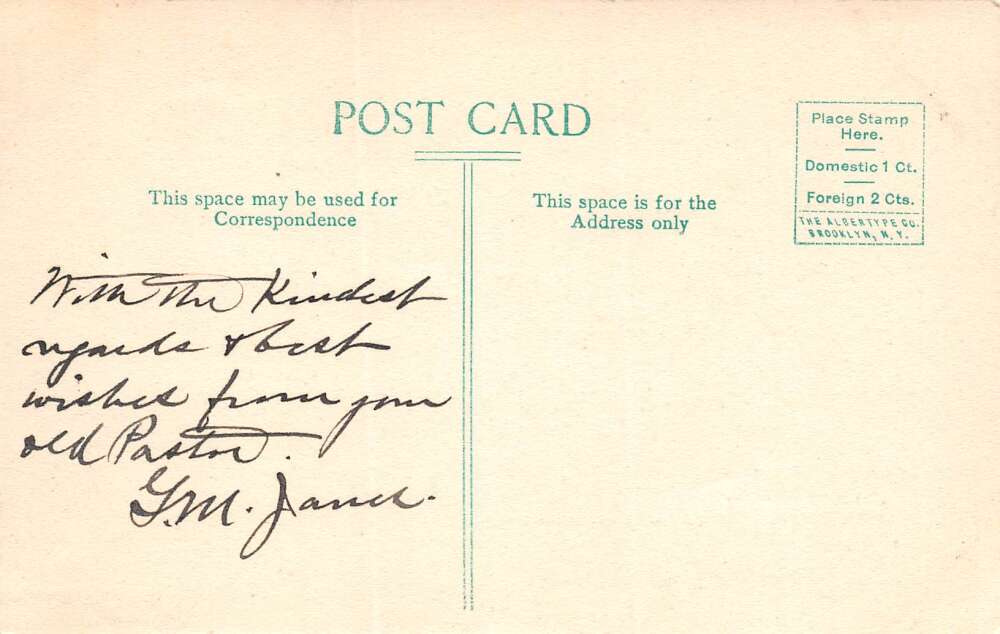 POST CARD
This space may be used for
Correspondence
This space is for the
Address only
Place Stamp
Here.
Domestic 1 Ct.
Foreign 2 Cts.
THE ALBERTYPE CO.
BROOKLYN, N. Y.
With the Kindest
regards & best
wishes from your
old Pastor.
G. M.